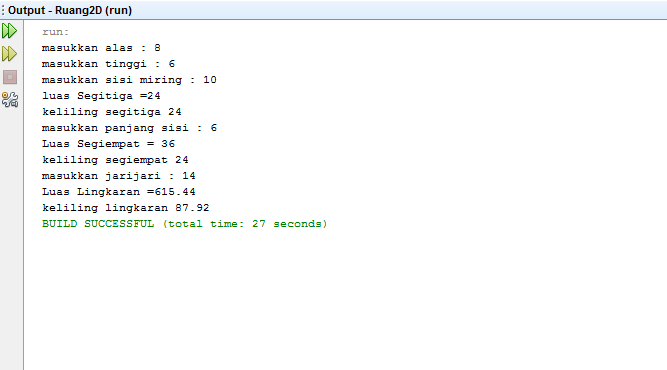 Output - Ruang2D (run)
run:
masukkan alas : 8
masukkan tinggi : 6
masukkan sisi miring : 10
luas Segitiga =24
keliling segitiga 24
masukkan panjang sisi : 6
Luas Segiempat = 36
keliling segiempat 24
masukkan jarijari : 14
Luas Lingkaran =615.44
keliling lingkaran 87.92
BUILD SUCCESSFUL (total time: 27 seconds)